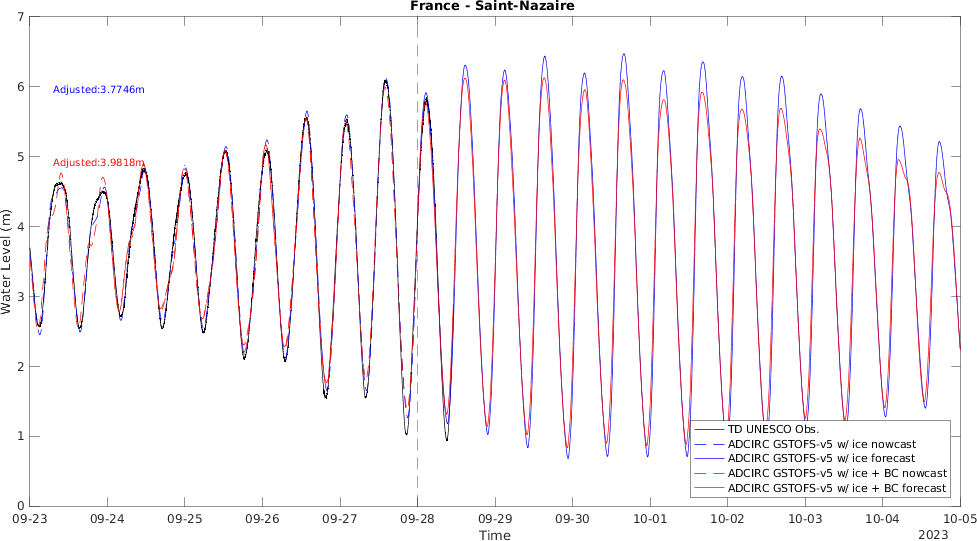 France - Saint-Nazaire
7
6
5
4
3
2
1
0
Water Level (m)
Adjusted:3.7746m
Adjusted:3.9818m
TD UNESCO Obs.
ADCIRC GSTOFS-v5 w/ ice nowcast
ADCIRC GSTOFS-v5 w/ ice forecast
ADCIRC GSTOFS-v5 w/ ice + BC nowcast
ADCIRC GSTOFS-v5 w/ ice + BC forecast
09-23 09-24 09-25 09-26 09-27 09-28 09-29 09-30 10-01 10-02 10-03 10-04 10-05
Time
2023